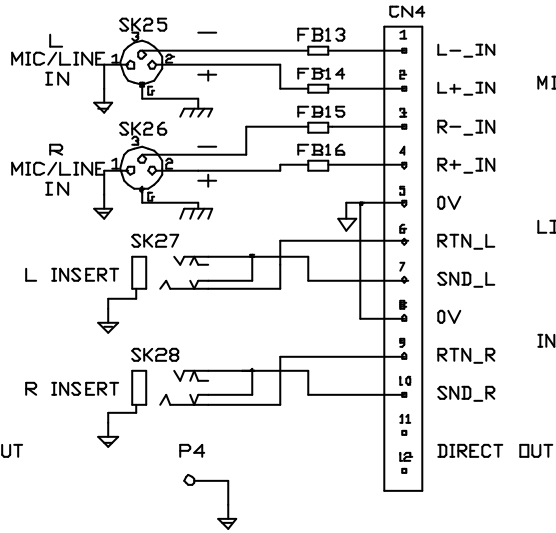 CN4
SK25
L
MIC/LINE
IN
3
1
2
G
−
+
FB13
1
L-_IN
FB14
2
L+_IN
MI
SK26
R
MIC/LINE
IN
3
1
2
G
−
+
FB15
3
R-_IN
FB16
4
R+_IN
5
0V
LI
6
RTN_L
SK27
L INSERT
7
SND_L
8
0V
IN
9
RTN_R
SK28
R INSERT
10
SND_R
11
12
DIRECT OUT
UT
P4